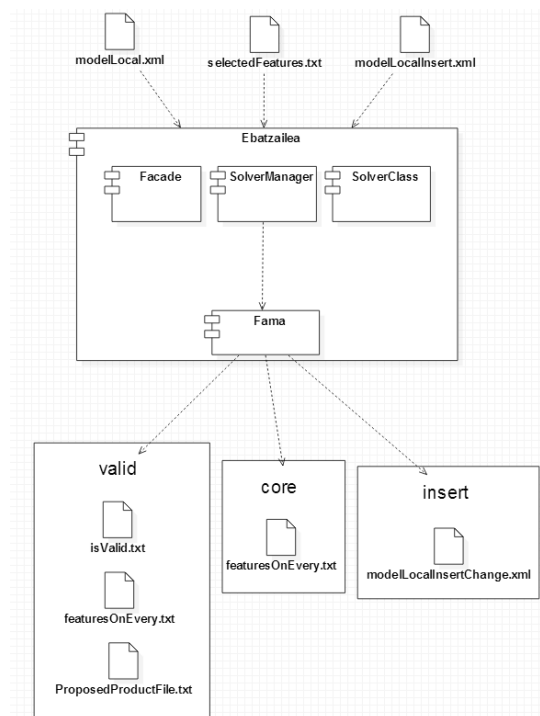 modelLocal.xml
selectedFeatures.txt
modelLocalInsert.xml
Ebatzailea
Facade
SolverManager
SolverClass
Fama
valid
isValid.txt
featuresOnEvery.txt
ProposedProductFile.txt
core
featuresOnEvery.txt
insert
modelLocalInsertChange.xml